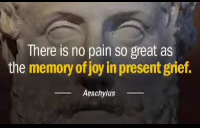 There is no pain so great as
the memory of joy in present grief.
Aeschylus